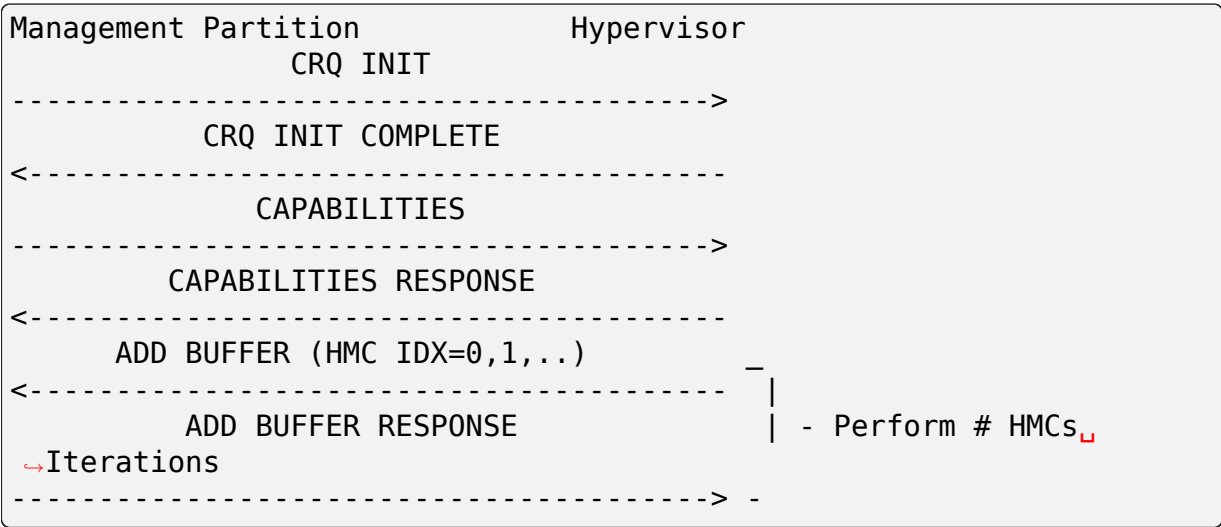 Management Partition            Hypervisor
                CRQ INIT
---------------------------------------->
           CRQ INIT COMPLETE
<----------------------------------------
              CAPABILITIES
---------------------------------------->
         CAPABILITIES RESPONSE
<----------------------------------------
      ADD BUFFER (HMC IDX=0,1,..)         _
<----------------------------------------  |
          ADD BUFFER RESPONSE              | - Perform # HMCs␣
↪Iterations
----------------------------------------> -